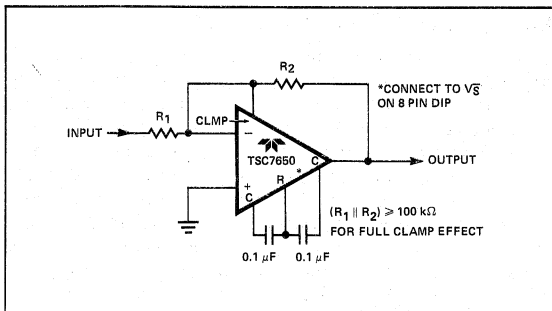 R2
*CONNECT TO V̅S̅
ON 8 PIN DIP
CLMP
R1
INPUT
−
TSC7650
C
OUTPUT
*
R
+
C
(R1 || R2) ≥ 100 kΩ
FOR FULL CLAMP EFFECT
0.1 μF 0.1 μF